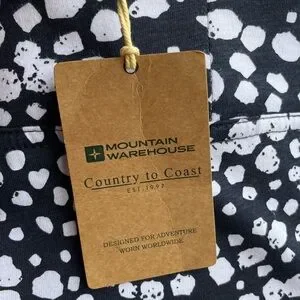 MOUNTAIN
WAREHOUSE
Country to Coast
EST.1997
DESIGNED FOR ADVENTURE
WORN WORLDWIDE